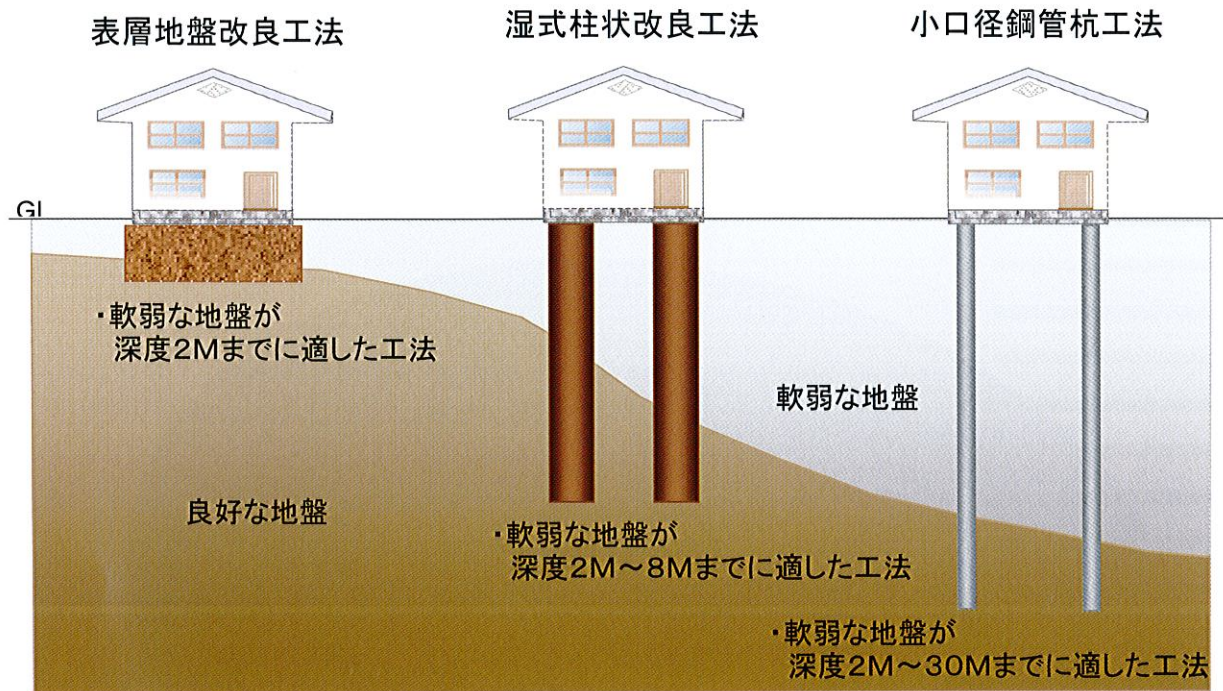 表層地盤改良工法
湿式柱状改良工法
小口径鋼管杭工法
GL
・軟弱な地盤が
深度2Mまでに適した工法
軟弱な地盤
良好な地盤
・軟弱な地盤が
深度2M～8Mまでに適した工法
・軟弱な地盤が
深度2M～30Mまでに適した工法